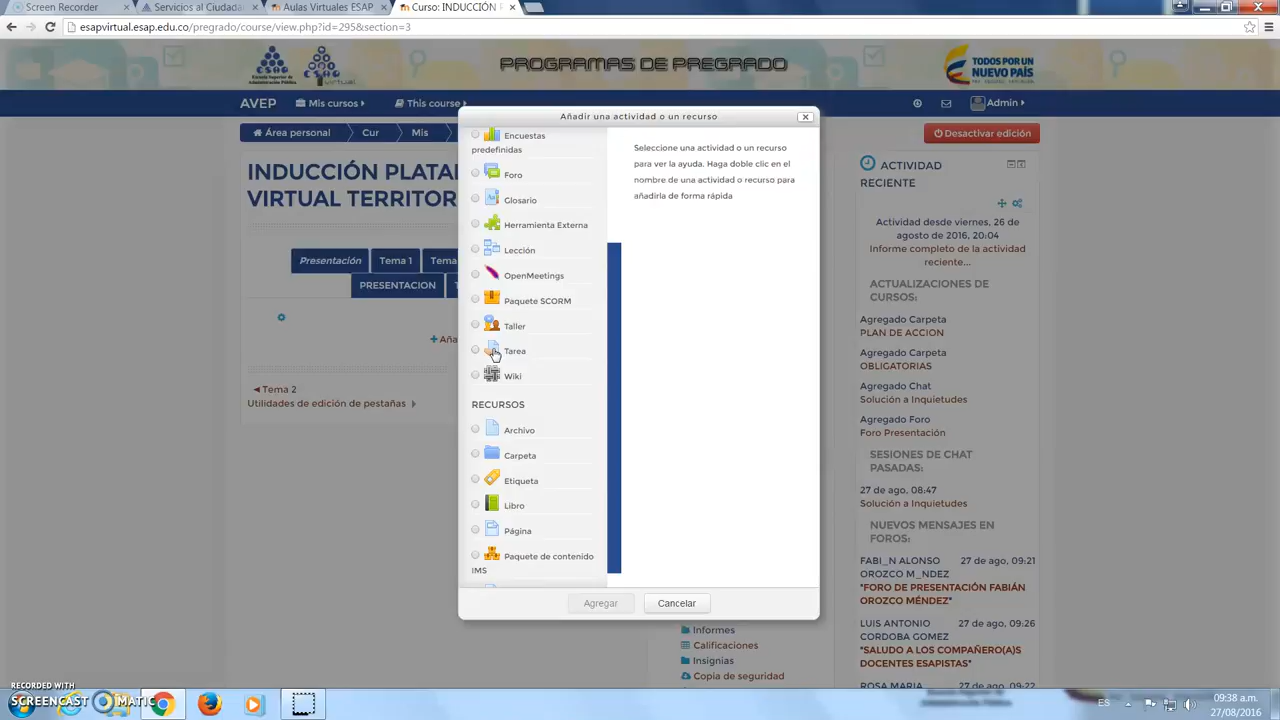 Screen Recorder
Servicios al Ciudada
Aulas Virtuales ESAP
Curso: INDUCCIÓN
esapvirtual.esap.edu.co/pregrado/course/view.php?id=295&section=3
PROGRAMAS DE PREGRADO
TODOS POR UN
NUEVO PAÍS
AVEP
Mis cursos
This course
Admin
Área personal
Cur
Mis
Desactivar edición
INDUCCIÓN PLATA
VIRTUAL TERRITOR
Presentación
Tema 1
Tema
PRESENTACION
T
Aña
Tema 2
Utilidades de edición de pestañas
Añadir una actividad o un recurso
Encuestas
predefinidas
Foro
Glosario
Herramienta Externa
Lección
OpenMeetings
Paquete SCORM
Taller
Tarea
Wiki
RECURSOS
Archivo
Carpeta
Etiqueta
Libro
Página
Paquete de contenido
IMS
Seleccione una actividad o un recurso
para ver la ayuda. Haga doble clic en el
nombre de una actividad o recurso para
añadirla de forma rápida
Agregar
Cancelar
Informes
Calificaciones
Insignias
Copia de seguridad
ACTIVIDAD
RECIENTE
Actividad desde viernes, 26 de
agosto de 2016, 20:04
Informe completo de la actividad
reciente...
ACTUALIZACIONES DE
CURSOS:
Agregado Carpeta
PLAN DE ACCION
Agregado Carpeta
OBLIGATORIAS
Agregado Chat
Solución a Inquietudes
Agregado Foro
Foro Presentación
SESIONES DE CHAT
PASADAS:
27 de ago, 08:47
Solución a Inquietudes
NUEVOS MENSAJES EN
FOROS:
FABI_N ALONSO 27 de ago, 09:21
OROZCO M_NDEZ
"FORO DE PRESENTACIÓN FABIÁN
OROZCO MÉNDEZ"
LUIS ANTONIO 27 de ago, 09:26
CORDOBA GOMEZ
"SALUDO A LOS COMPAÑERO(A)S
DOCENTES ESAPISTAS"
ROSA MARIA 27 de ago, 09:22
RECORDED WITH
SCREENCAST MATIC
ES
09:38 a.m.
27/08/2016